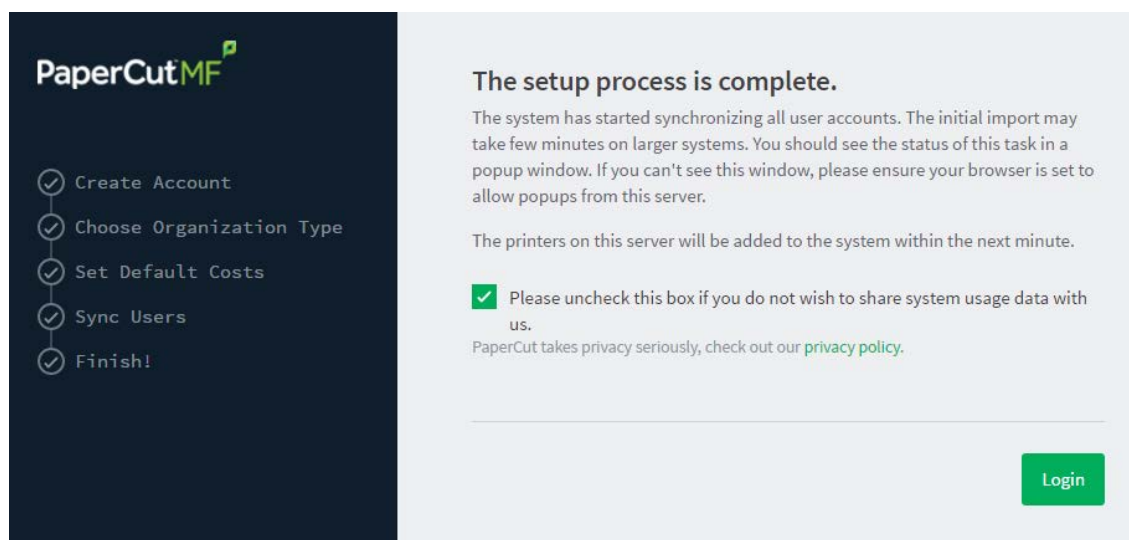 PaperCut MF
Create Account
Choose Organization Type
Set Default Costs
Sync Users
Finish!
The setup process is complete.
The system has started synchronizing all user accounts. The initial import may
take few minutes on larger systems. You should see the status of this task in a
popup window. If you can't see this window, please ensure your browser is set to
allow popups from this server.
The printers on this server will be added to the system within the next minute.
Please uncheck this box if you do not wish to share system usage data with
us.
PaperCut takes privacy seriously, check out our privacy policy.
Login